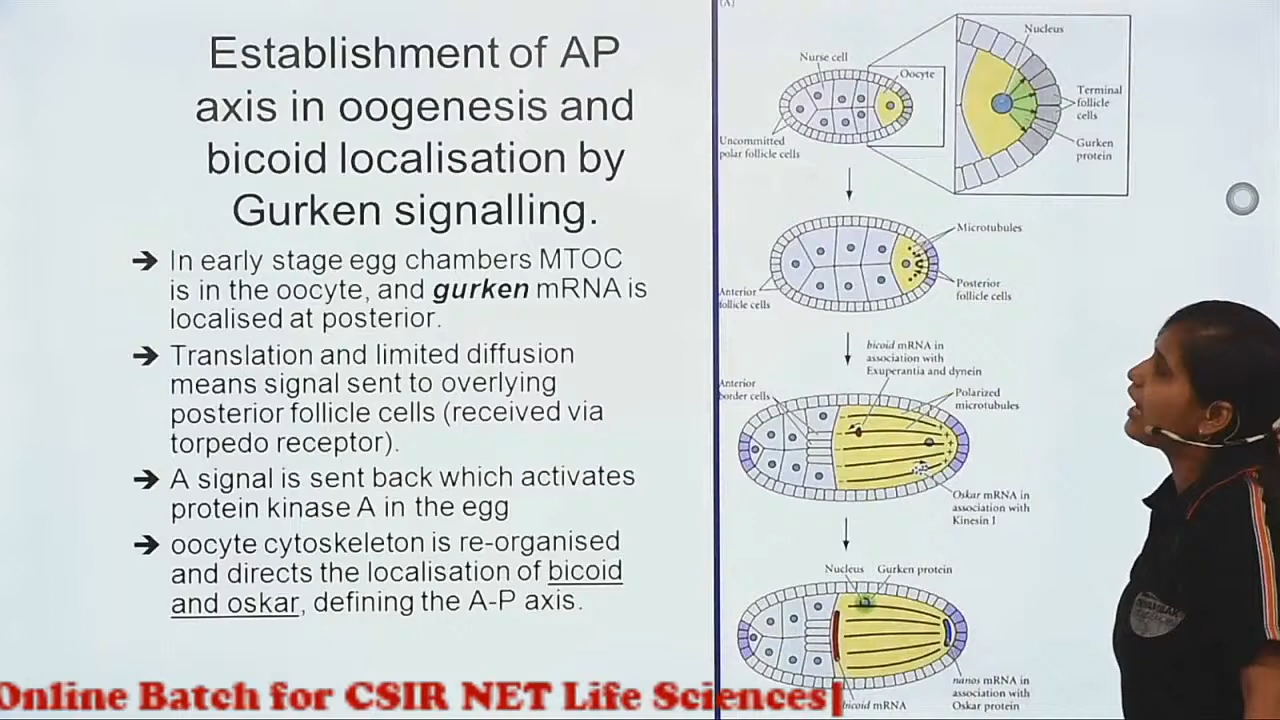 Establishment of AP
axis in oogenesis and
bicoid localisation by
Gurken signalling.
➔ In early stage egg chambers MTOC
is in the oocyte, and gurken mRNA is
localised at posterior.
➔ Translation and limited diffusion
means signal sent to overlying
posterior follicle cells (received via
torpedo receptor).
➔ A signal is sent back which activates
protein kinase A in the egg
➔ oocyte cytoskeleton is re-organised
and directs the localisation of bicoid
and oskar, defining the A-P axis.
(A)
Nucleus
Nurse cell
Oocyte
Terminal
follicle
cells
Uncommitted
polar follicle cells
Gurken
protein
Microtubules
Anterior
follicle cells
Posterior
follicle cells
bicoid mRNA in
association with
Exuperantia and dynein
Anterior
border cells
Polarized
microtubules
Oskar mRNA in
association with
Kinesin I
Nucleus
Gurken protein
nanos mRNA in
association with
Oskar protein
bicoid mRNA
Online Batch for CSIR NET Life Sciences|